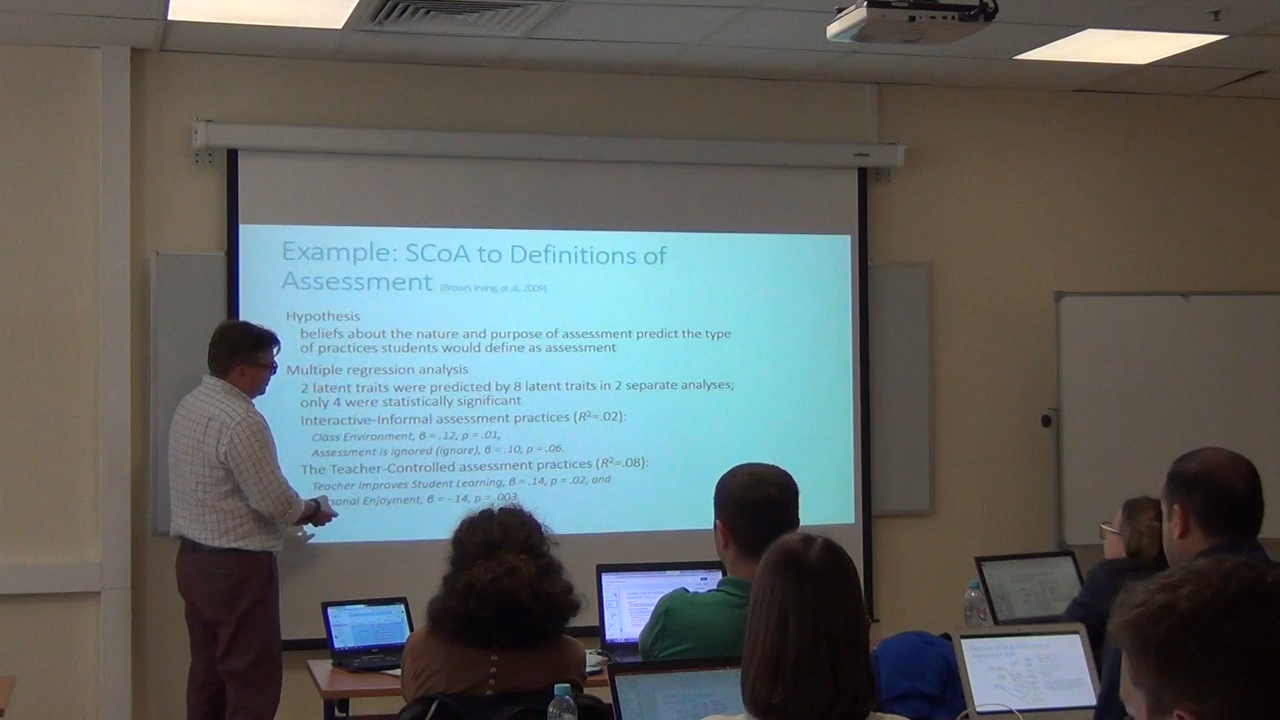 Example: SCoA to Definitions of
Assessment (Brown, Irving, et al., 2009)
Hypothesis
beliefs about the nature and purpose of assessment predict the type
of practices students would define as assessment
Multiple regression analysis
2 latent traits were predicted by 8 latent traits in 2 separate analyses;
only 4 were statistically significant
Interactive-Informal assessment practices (R²=.02):
Class Environment, β = .12, p = .01,
Assessment is ignored (ignore), β = .10, p = .06.
The Teacher-Controlled assessment practices (R²=.08):
Teacher Improves Student Learning, β = .14, p = .02, and
Enjoyment, β = -.14, p = .003